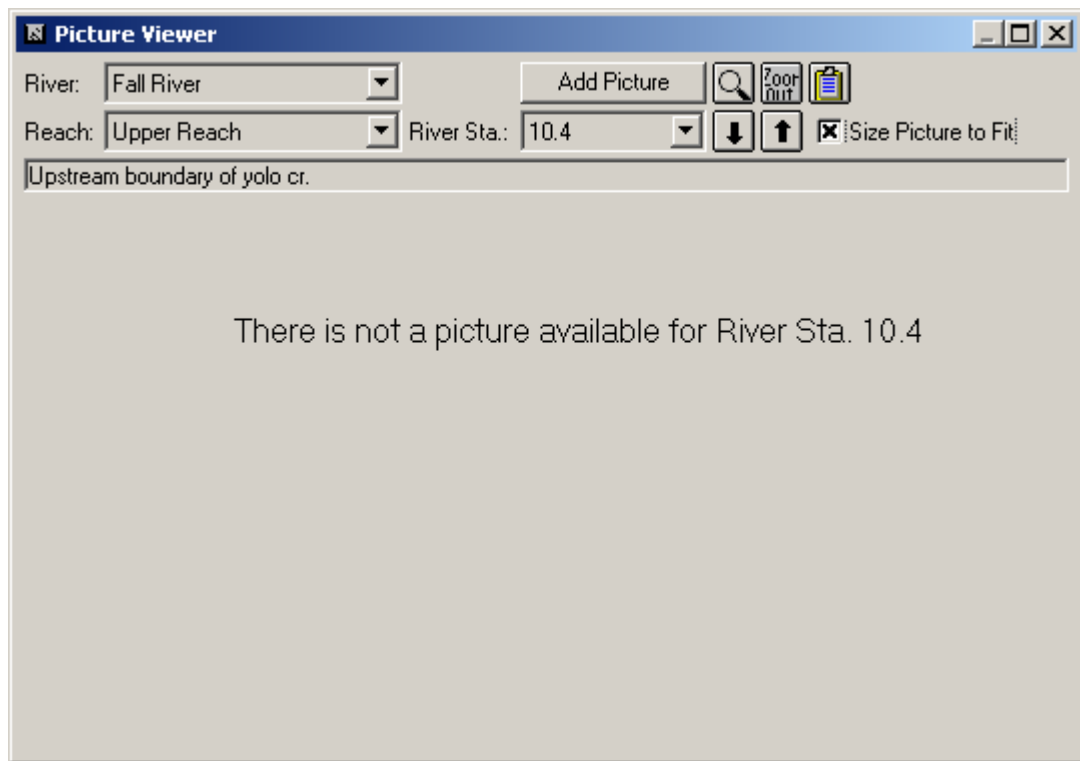 Picture Viewer
River: Fall River Add Picture Zoom Out
Reach: Upper Reach River Sta.: 10.4 Size Picture to Fit
Upstream boundary of yolo cr.
There is not a picture available for River Sta. 10.4